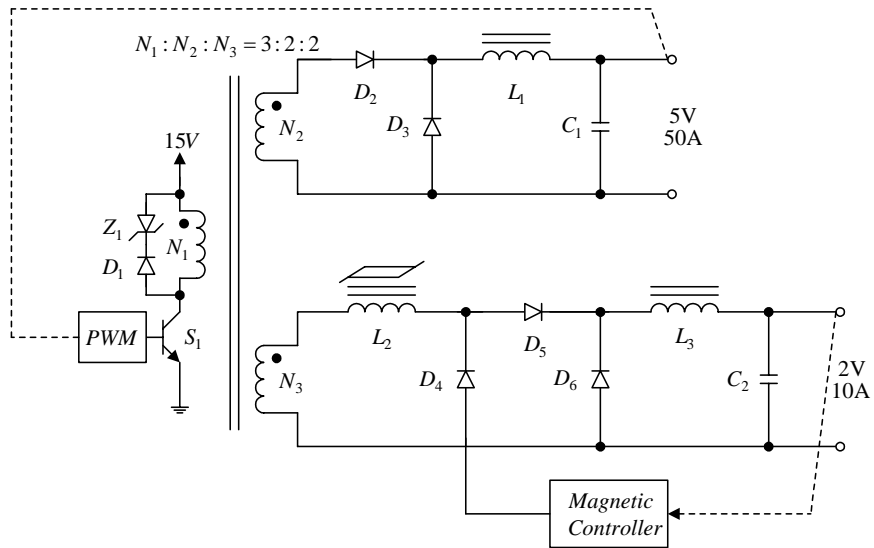 N₁ : N₂ : N₃ = 3 : 2 : 2
D₂
L₁
N₂
D₃
C₁
5V
50A
15V
Z₁
N₁
D₁
PWM
S₁
L₂
D₅
L₃
N₃
D₄
D₆
C₂
2V
10A
Magnetic
Controller